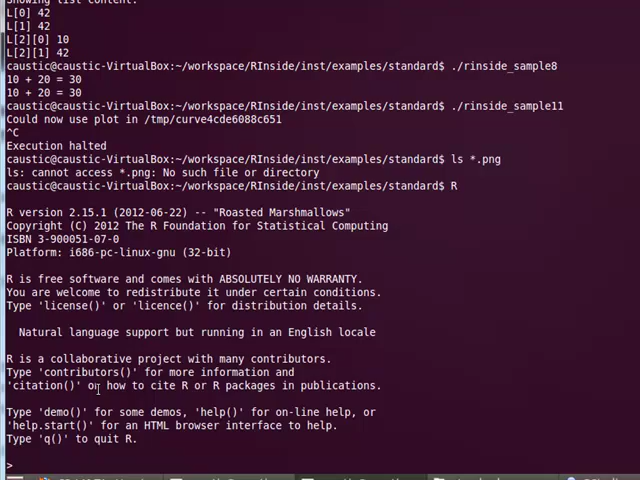 Showing list content:
L[0] 42
L[1] 42
L[2][0] 10
L[2][1] 42
caustic@caustic-VirtualBox:~/workspace/RInside/inst/examples/standard$ ./rinside_sample8
10 + 20 = 30
10 + 20 = 30
caustic@caustic-VirtualBox:~/workspace/RInside/inst/examples/standard$ ./rinside_sample11
Could now use plot in /tmp/curve4cde6088c651
^C
Execution halted
caustic@caustic-VirtualBox:~/workspace/RInside/inst/examples/standard$ ls *.png
ls: cannot access *.png: No such file or directory
caustic@caustic-VirtualBox:~/workspace/RInside/inst/examples/standard$ R
R version 2.15.1 (2012-06-22) -- "Roasted Marshmallows"
Copyright (C) 2012 The R Foundation for Statistical Computing
ISBN 3-900051-07-0
Platform: i686-pc-linux-gnu (32-bit)
R is free software and comes with ABSOLUTELY NO WARRANTY.
You are welcome to redistribute it under certain conditions.
Type 'license()' or 'licence()' for distribution details.
Natural language support but running in an English locale
R is a collaborative project with many contributors.
Type 'contributors()' for more information and
'citation()' on how to cite R or R packages in publications.
Type 'demo()' for some demos, 'help()' for on-line help, or
'help.start()' for an HTML browser interface to help.
Type 'q()' to quit R.
>